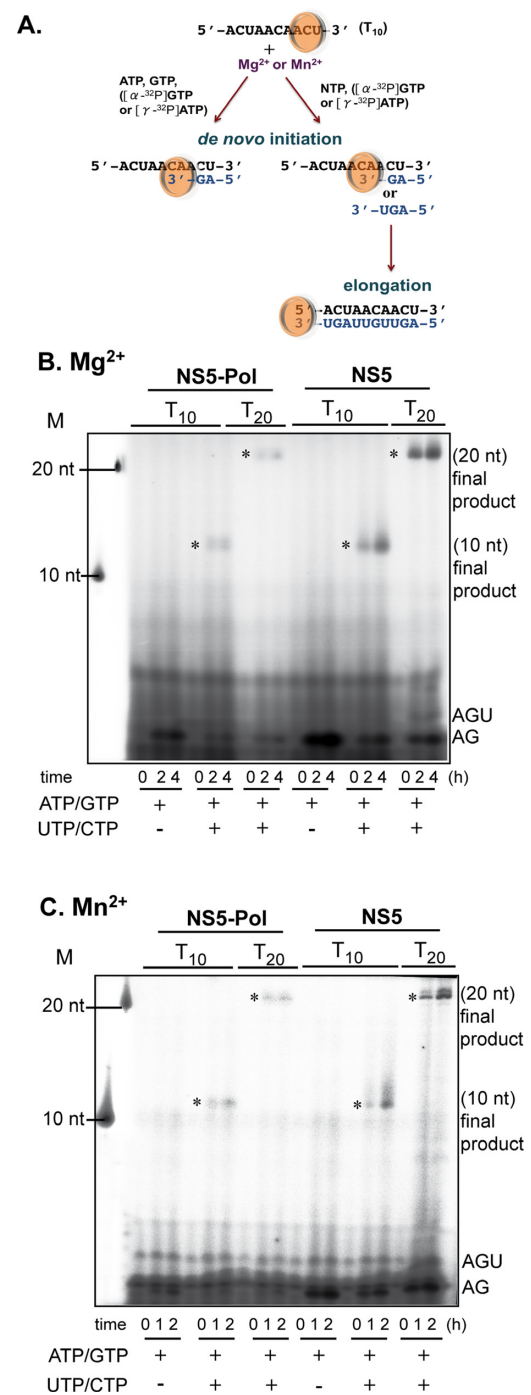 A.
5′-ACUAACAACU-3′ (T10)
+
Mg2+ or Mn2+
ATP, GTP,
([α-32P]GTP
or [γ-32P]ATP)
NTP, ([α-32P]GTP
or [γ-32P]ATP)
de novo initiation
5′-ACUAACAACU-3′
3′-GA-5′
5′-ACUAACAACU-3′
3′-GA-5′
or
3′-UGA-5′
elongation
5′-ACUAACAACU-3′
3′-UGAUUGUUGA-5′
B. Mg2+
NS5-Pol NS5
M T10 T20 T10 T20
20 nt * * (20 nt)
final
product
* * (10 nt)
10 nt final
product
AGU
AG
time 0 2 4 0 2 4 0 2 4 0 2 4 0 2 4 0 2 4 (h)
ATP/GTP + + + + + +
UTP/CTP - + + - + +
C. Mn2+
NS5-Pol NS5
M T10 T20 T10 T20
20 nt * * (20 nt)
final
product
* * (10 nt)
10 nt final
product
AGU
AG
time 0 1 2 0 1 2 0 1 2 0 1 2 0 1 2 0 1 2 (h)
ATP/GTP + + + + + +
UTP/CTP - + + - + +